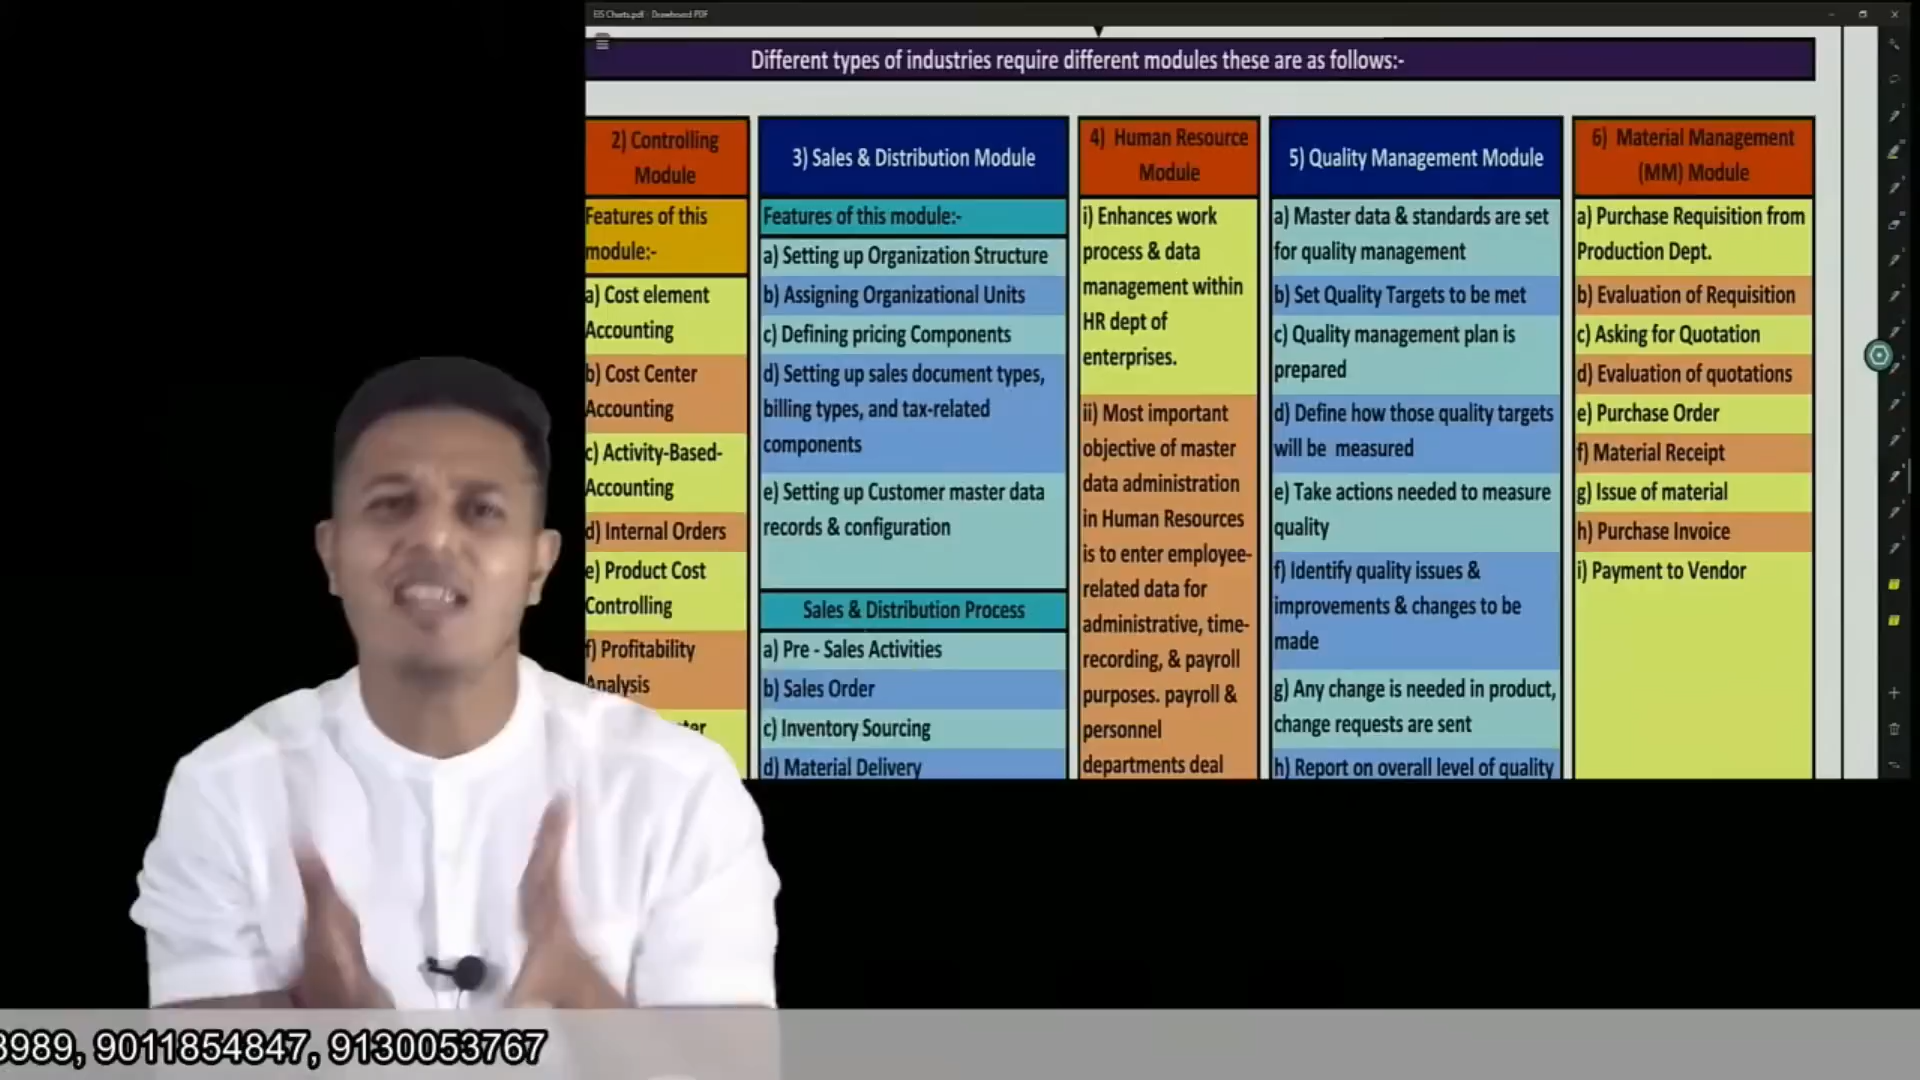 EIS Charts.pdf - Drawboard PDF
Different types of industries require different modules these are as follows:-
2) Controlling
Module
Features of this
module:-
a) Cost element
Accounting
b) Cost Center
Accounting
c) Activity-Based-
Accounting
d) Internal Orders
e) Product Cost
Controlling
f) Profitability
Analysis
3) Sales & Distribution Module
Features of this module:-
a) Setting up Organization Structure
b) Assigning Organizational Units
c) Defining pricing Components
d) Setting up sales document types,
billing types, and tax-related
components
e) Setting up Customer master data
records & configuration
Sales & Distribution Process
a) Pre - Sales Activities
b) Sales Order
c) Inventory Sourcing
d) Material Delivery
4) Human Resource
Module
i) Enhances work
process & data
management within
HR dept of
enterprises.
ii) Most important
objective of master
data administration
in Human Resources
is to enter employee-
related data for
administrative, time-
recording, & payroll
purposes. payroll &
personnel
departments deal
5) Quality Management Module
a) Master data & standards are set
for quality management
b) Set Quality Targets to be met
c) Quality management plan is
prepared
d) Define how those quality targets
will be measured
e) Take actions needed to measure
quality
f) Identify quality issues &
improvements & changes to be
made
g) Any change is needed in product,
change requests are sent
h) Report on overall level of quality
6) Material Management
(MM) Module
a) Purchase Requisition from
Production Dept.
b) Evaluation of Requisition
c) Asking for Quotation
d) Evaluation of quotations
e) Purchase Order
f) Material Receipt
g) Issue of material
h) Purchase Invoice
i) Payment to Vendor
3989, 9011854847, 9130053767